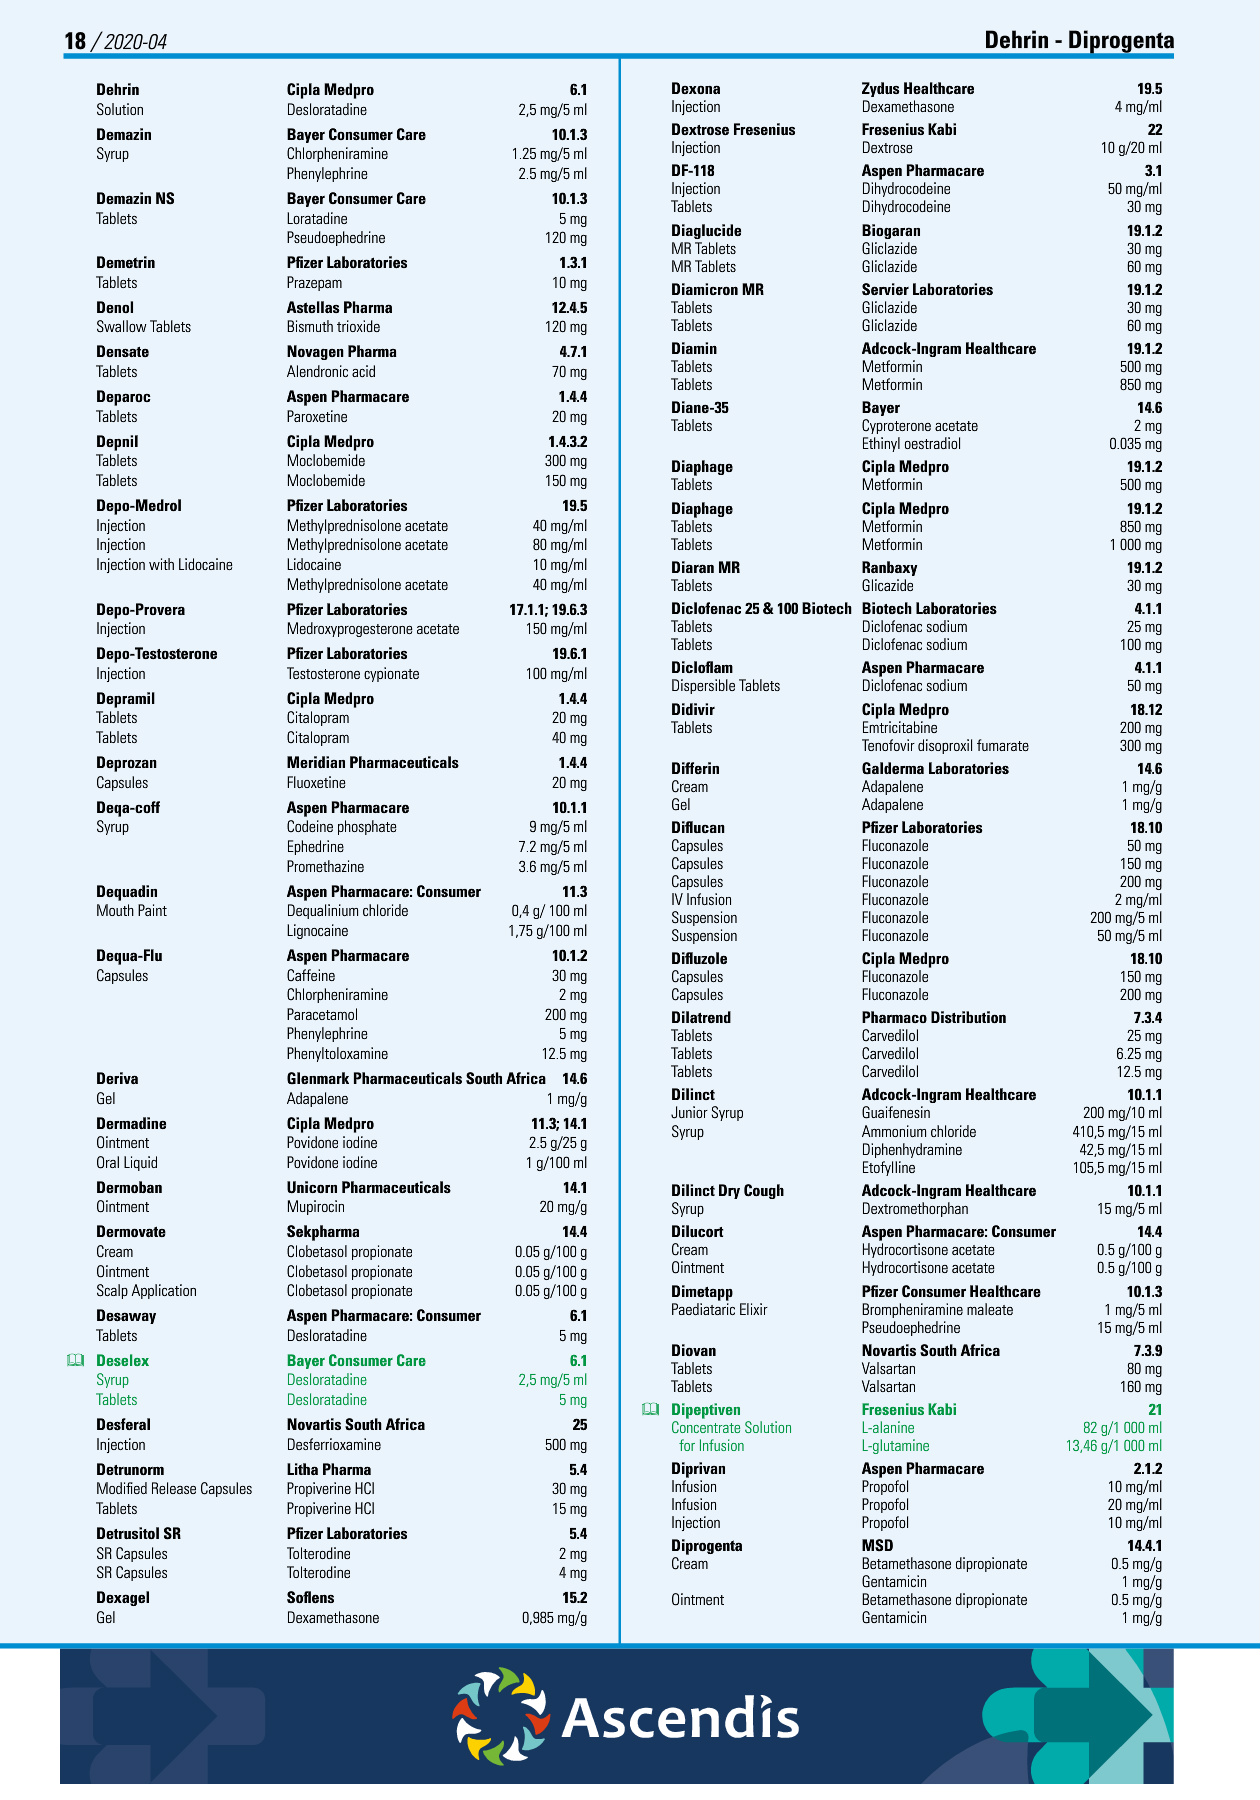 18 / 2020-04
Dehrin - Diprogenta
Dehrin Cipla Medpro 6.1
Solution Desloratadine 2,5 mg/5 ml
Demazin Bayer Consumer Care 10.1.3
Syrup Chlorpheniramine 1.25 mg/5 ml
Phenylephrine 2.5 mg/5 ml
Demazin NS Bayer Consumer Care 10.1.3
Tablets Loratadine 5 mg
Pseudoephedrine 120 mg
Demetrin Pfizer Laboratories 1.3.1
Tablets Prazepam 10 mg
Denol Astellas Pharma 12.4.5
Swallow Tablets Bismuth trioxide 120 mg
Densate Novagen Pharma 4.7.1
Tablets Alendronic acid 70 mg
Deparoc Aspen Pharmacare 1.4.4
Tablets Paroxetine 20 mg
Depnil Cipla Medpro 1.4.3.2
Tablets Moclobemide 300 mg
Tablets Moclobemide 150 mg
Depo-Medrol Pfizer Laboratories 19.5
Injection Methylprednisolone acetate 40 mg/ml
Injection Methylprednisolone acetate 80 mg/ml
Injection with Lidocaine Lidocaine 10 mg/ml
Methylprednisolone acetate 40 mg/ml
Depo-Provera Pfizer Laboratories 17.1.1; 19.6.3
Injection Medroxyprogesterone acetate 150 mg/ml
Depo-Testosterone Pfizer Laboratories 19.6.1
Injection Testosterone cypionate 100 mg/ml
Depramil Cipla Medpro 1.4.4
Tablets Citalopram 20 mg
Tablets Citalopram 40 mg
Deprozan Meridian Pharmaceuticals 1.4.4
Capsules Fluoxetine 20 mg
Deqa-coff Aspen Pharmacare 10.1.1
Syrup Codeine phosphate 9 mg/5 ml
Ephedrine 7.2 mg/5 ml
Promethazine 3.6 mg/5 ml
Dequadin Aspen Pharmacare: Consumer 11.3
Mouth Paint Dequalinium chloride 0,4 g/ 100 ml
Lignocaine 1,75 g/100 ml
Dequa-Flu Aspen Pharmacare 10.1.2
Capsules Caffeine 30 mg
Chlorpheniramine 2 mg
Paracetamol 200 mg
Phenylephrine 5 mg
Phenyltoloxamine 12.5 mg
Deriva Glenmark Pharmaceuticals South Africa 14.6
Gel Adapalene 1 mg/g
Dermadine Cipla Medpro 11.3; 14.1
Ointment Povidone iodine 2.5 g/25 g
Oral Liquid Povidone iodine 1 g/100 ml
Dermoban Unicorn Pharmaceuticals 14.1
Ointment Mupirocin 20 mg/g
Dermovate Sekpharma 14.4
Cream Clobetasol propionate 0.05 g/100 g
Ointment Clobetasol propionate 0.05 g/100 g
Scalp Application Clobetasol propionate 0.05 g/100 g
Desaway Aspen Pharmacare: Consumer 6.1
Tablets Desloratadine 5 mg
Deselex Bayer Consumer Care 6.1
Syrup Desloratadine 2,5 mg/5 ml
Tablets Desloratadine 5 mg
Desferal Novartis South Africa 25
Injection Desferrioxamine 500 mg
Detrunorm Litha Pharma 5.4
Modified Release Capsules Propiverine HCl 30 mg
Tablets Propiverine HCl 15 mg
Detrusitol SR Pfizer Laboratories 5.4
SR Capsules Tolterodine 2 mg
SR Capsules Tolterodine 4 mg
Dexagel Soflens 15.2
Gel Dexamethasone 0,985 mg/g
Dexona Zydus Healthcare 19.5
Injection Dexamethasone 4 mg/ml
Dextrose Fresenius Fresenius Kabi 22
Injection Dextrose 10 g/20 ml
DF-118 Aspen Pharmacare 3.1
Injection Dihydrocodeine 50 mg/ml
Tablets Dihydrocodeine 30 mg
Diaglucide Biogaran 19.1.2
MR Tablets Gliclazide 30 mg
MR Tablets Gliclazide 60 mg
Diamicron MR Servier Laboratories 19.1.2
Tablets Gliclazide 30 mg
Tablets Gliclazide 60 mg
Diamin Adcock-Ingram Healthcare 19.1.2
Tablets Metformin 500 mg
Tablets Metformin 850 mg
Diane-35 Bayer 14.6
Tablets Cyproterone acetate 2 mg
Ethinyl oestradiol 0.035 mg
Diaphage Cipla Medpro 19.1.2
Tablets Metformin 500 mg
Diaphage Cipla Medpro 19.1.2
Tablets Metformin 850 mg
Tablets Metformin 1 000 mg
Diaran MR Ranbaxy 19.1.2
Tablets Glicazide 30 mg
Diclofenac 25 & 100 Biotech Biotech Laboratories 4.1.1
Tablets Diclofenac sodium 25 mg
Tablets Diclofenac sodium 100 mg
Dicloflam Aspen Pharmacare 4.1.1
Dispersible Tablets Diclofenac sodium 50 mg
Didivir Cipla Medpro 18.12
Tablets Emtricitabine 200 mg
Tenofovir disoproxil fumarate 300 mg
Differin Galderma Laboratories 14.6
Cream Adapalene 1 mg/g
Gel Adapalene 1 mg/g
Diflucan Pfizer Laboratories 18.10
Capsules Fluconazole 50 mg
Capsules Fluconazole 150 mg
Capsules Fluconazole 200 mg
IV Infusion Fluconazole 2 mg/ml
Suspension Fluconazole 200 mg/5 ml
Suspension Fluconazole 50 mg/5 ml
Difluzole Cipla Medpro 18.10
Capsules Fluconazole 150 mg
Capsules Fluconazole 200 mg
Dilatrend Pharmaco Distribution 7.3.4
Tablets Carvedilol 25 mg
Tablets Carvedilol 6.25 mg
Tablets Carvedilol 12.5 mg
Dilinct Adcock-Ingram Healthcare 10.1.1
Junior Syrup Guaifenesin 200 mg/10 ml
Syrup Ammonium chloride 410,5 mg/15 ml
Diphenhydramine 42,5 mg/15 ml
Etofylline 105,5 mg/15 ml
Dilinct Dry Cough Adcock-Ingram Healthcare 10.1.1
Syrup Dextromethorphan 15 mg/5 ml
Dilucort Aspen Pharmacare: Consumer 14.4
Cream Hydrocortisone acetate 0.5 g/100 g
Ointment Hydrocortisone acetate 0.5 g/100 g
Dimetapp Pfizer Consumer Healthcare 10.1.3
Paediataric Elixir Brompheniramine maleate 1 mg/5 ml
Pseudoephedrine 15 mg/5 ml
Diovan Novartis South Africa 7.3.9
Tablets Valsartan 80 mg
Tablets Valsartan 160 mg
Dipeptiven Fresenius Kabi 21
Concentrate Solution L-alanine 82 g/1 000 ml
for Infusion L-glutamine 13,46 g/1 000 ml
Diprivan Aspen Pharmacare 2.1.2
Infusion Propofol 10 mg/ml
Infusion Propofol 20 mg/ml
Injection Propofol 10 mg/ml
Diprogenta MSD 14.4.1
Cream Betamethasone dipropionate 0.5 mg/g
Gentamicin 1 mg/g
Ointment Betamethasone dipropionate 0.5 mg/g
Gentamicin 1 mg/g
Ascendis